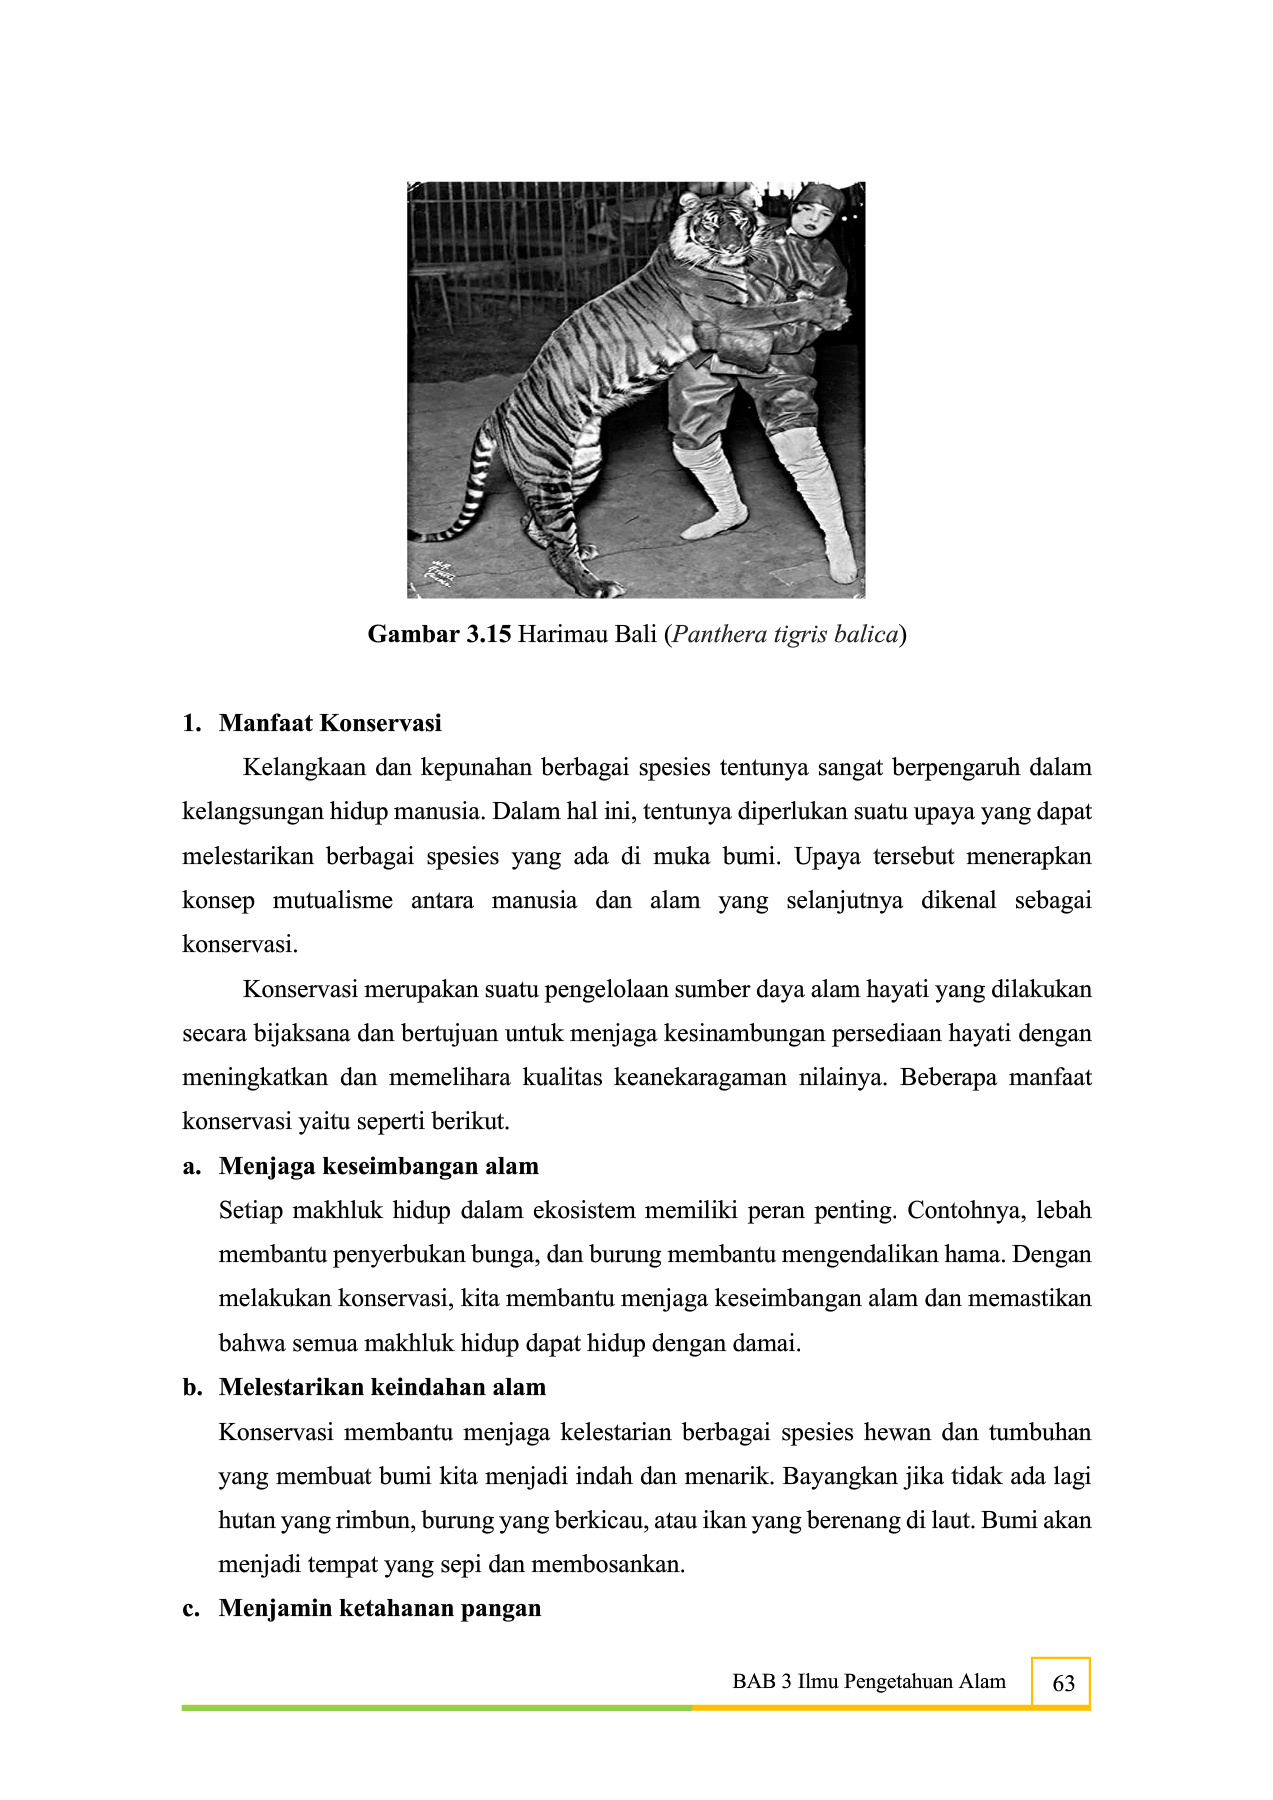 Gambar 3.15 Harimau Bali (Panthera tigris balica)
1. Manfaat Konservasi
Kelangkaan dan kepunahan berbagai spesies tentunya sangat berpengaruh dalam
kelangsungan hidup manusia. Dalam hal ini, tentunya diperlukan suatu upaya yang dapat
melestarikan berbagai spesies yang ada di muka bumi. Upaya tersebut menerapkan
konsep mutualisme antara manusia dan alam yang selanjutnya dikenal sebagai
konservasi.
Konservasi merupakan suatu pengelolaan sumber daya alam hayati yang dilakukan
secara bijaksana dan bertujuan untuk menjaga kesinambungan persediaan hayati dengan
meningkatkan dan memelihara kualitas keanekaragaman nilainya. Beberapa manfaat
konservasi yaitu seperti berikut.
a. Menjaga keseimbangan alam
Setiap makhluk hidup dalam ekosistem memiliki peran penting. Contohnya, lebah
membantu penyerbukan bunga, dan burung membantu mengendalikan hama. Dengan
melakukan konservasi, kita membantu menjaga keseimbangan alam dan memastikan
bahwa semua makhluk hidup dapat hidup dengan damai.
b. Melestarikan keindahan alam
Konservasi membantu menjaga kelestarian berbagai spesies hewan dan tumbuhan
yang membuat bumi kita menjadi indah dan menarik. Bayangkan jika tidak ada lagi
hutan yang rimbun, burung yang berkicau, atau ikan yang berenang di laut. Bumi akan
menjadi tempat yang sepi dan membosankan.
c. Menjamin ketahanan pangan
BAB 3 Ilmu Pengetahuan Alam 63